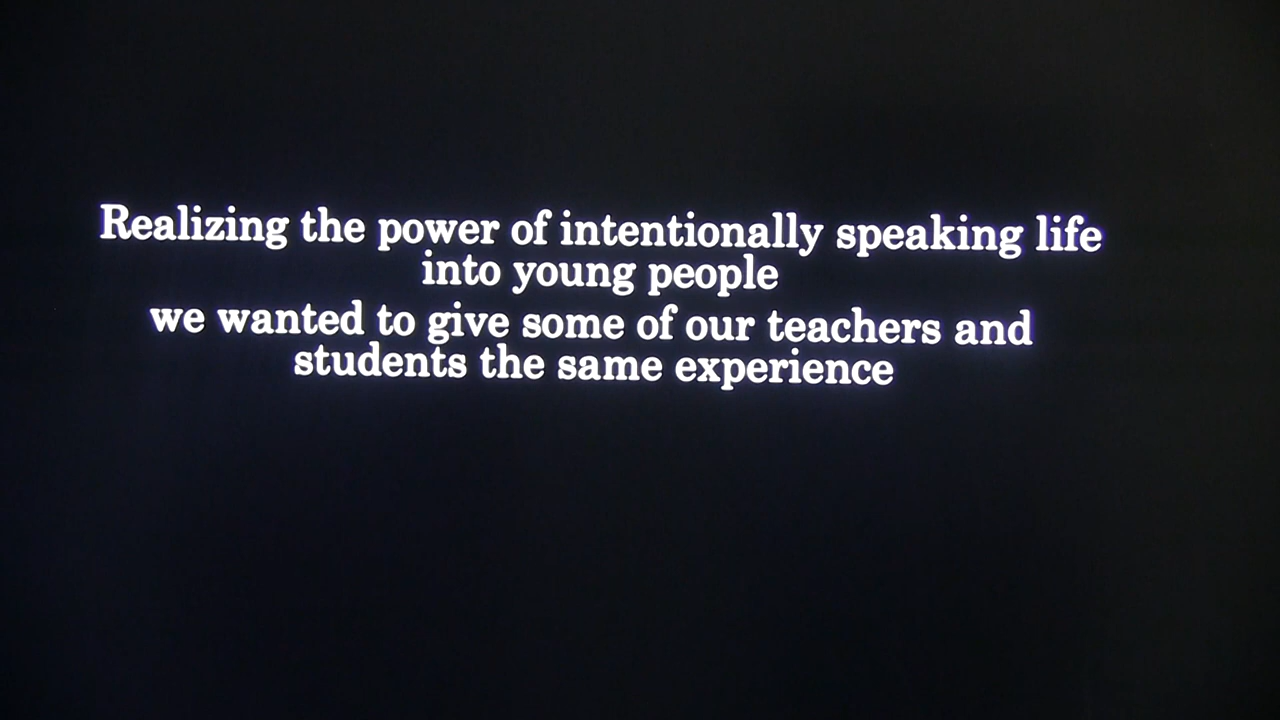 Realizing the power of intentionally speaking life
into young people
we wanted to give some of our teachers and
students the same experience